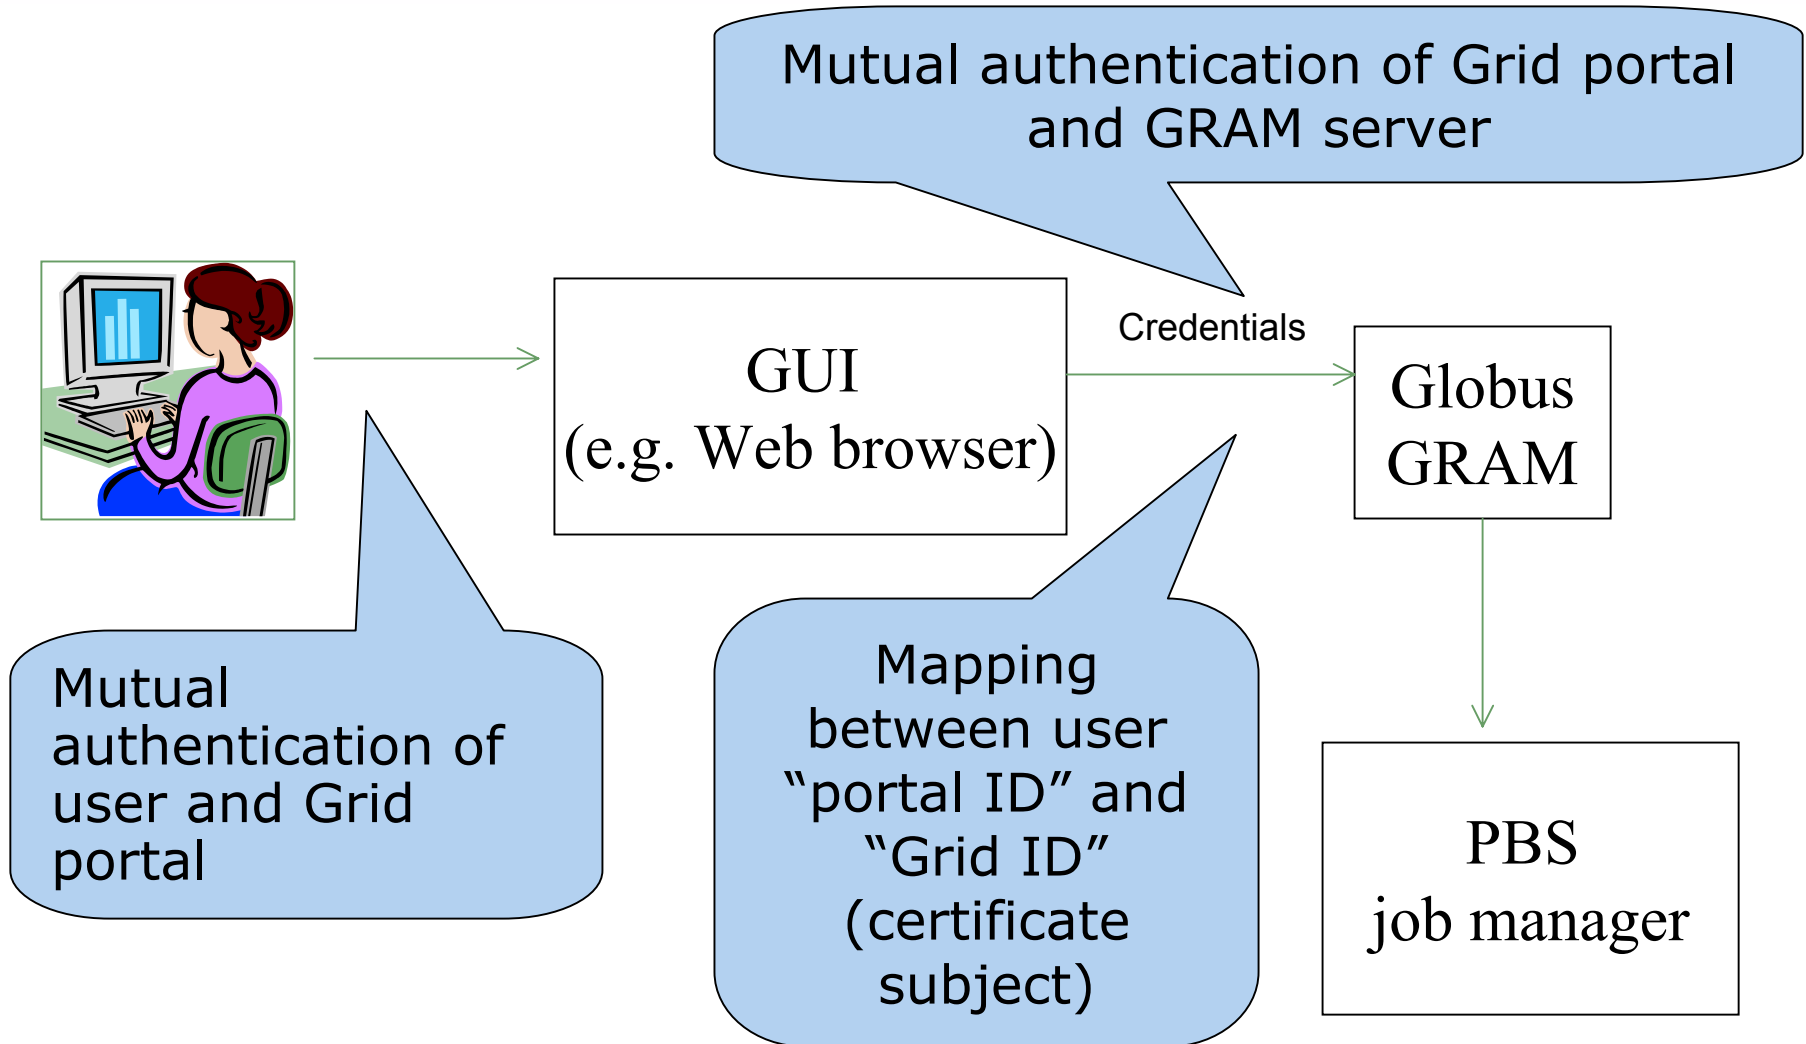 Mutual authentication of Grid portal
and GRAM server
GUI
(e.g. Web browser)
Credentials
Globus
GRAM
Mutual
authentication of
user and Grid
portal
Mapping
between user
“portal ID” and
“Grid ID”
(certificate
subject)
PBS
job manager